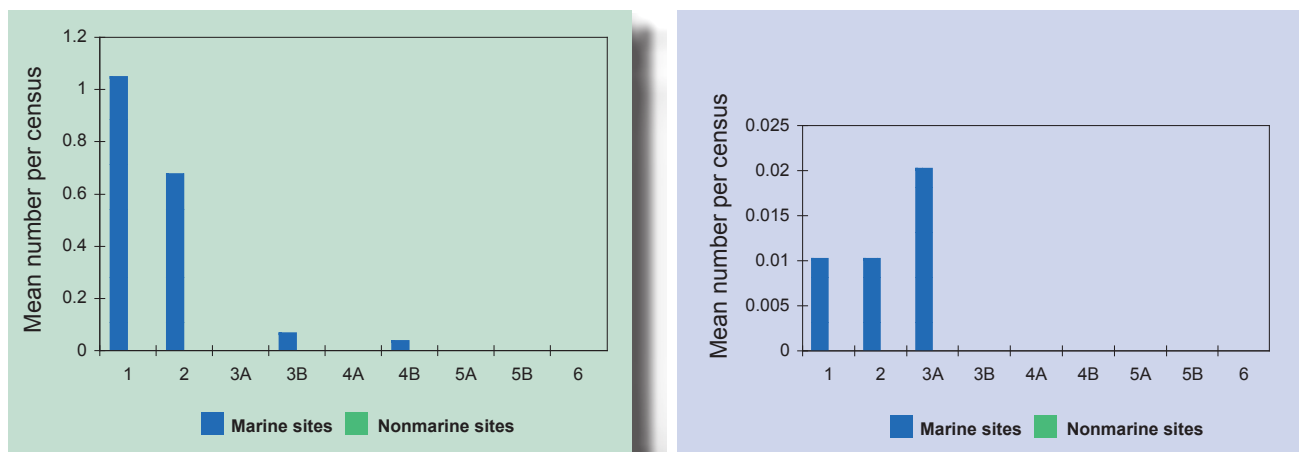 Mean number per census
1.2
1
0.8
0.6
0.4
0.2
0
1 2 3A 3B 4A 4B 5A 5B 6
Marine sites Nonmarine sites
Mean number per census
0.025
0.02
0.015
0.01
0.005
0
1 2 3A 3B 4A 4B 5A 5B 6
Marine sites Nonmarine sites